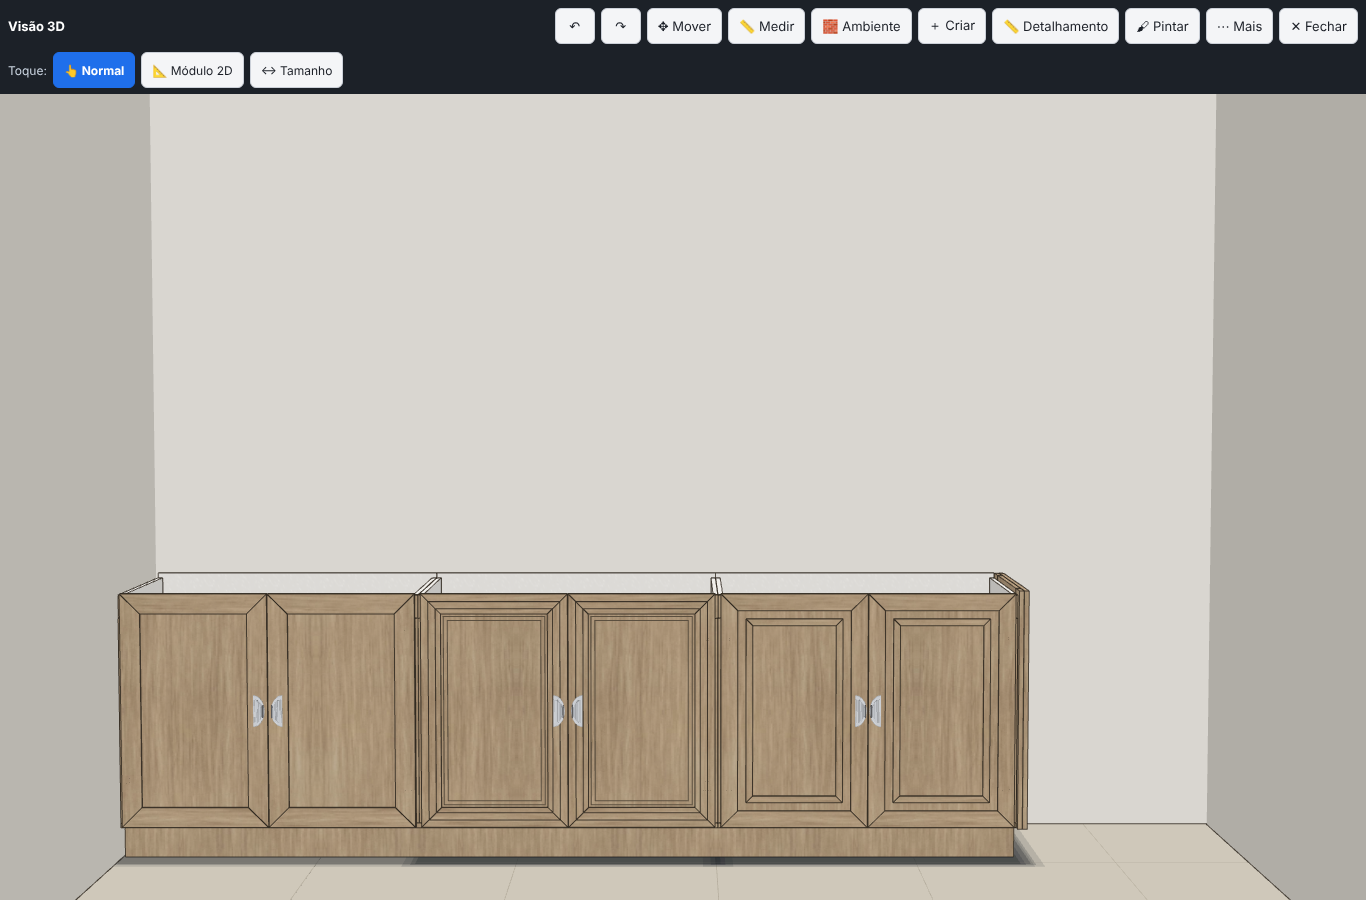 Visão 3D
↶ ↷ ✥ Mover 📏 Medir 🧱 Ambiente + Criar 📏 Detalhamento 🖌 Pintar ⋯ Mais ✕ Fechar
Toque: 👆 Normal 📐 Módulo 2D ↔ Tamanho